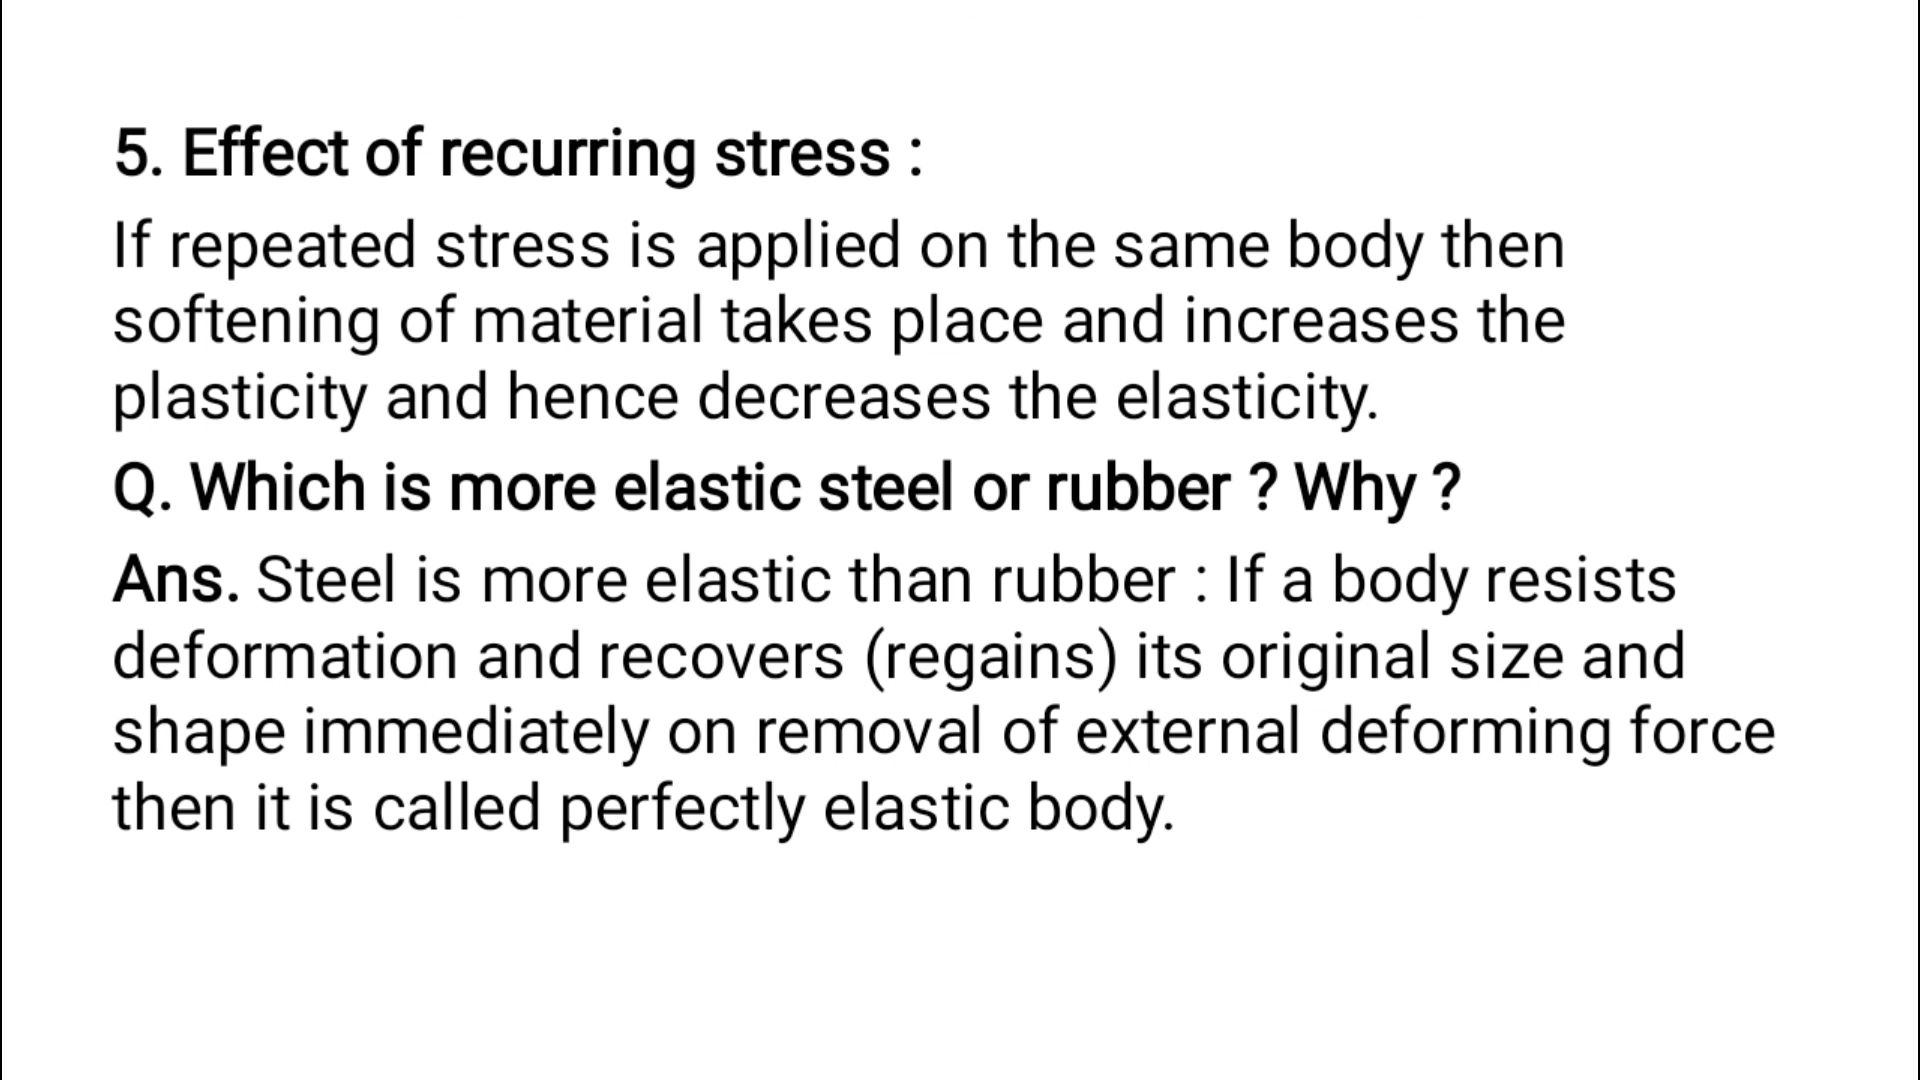 5. Effect of recurring stress :
If repeated stress is applied on the same body then
softening of material takes place and increases the
plasticity and hence decreases the elasticity.
Q. Which is more elastic steel or rubber ? Why ?
Ans. Steel is more elastic than rubber : If a body resists
deformation and recovers (regains) its original size and
shape immediately on removal of external deforming force
then it is called perfectly elastic body.